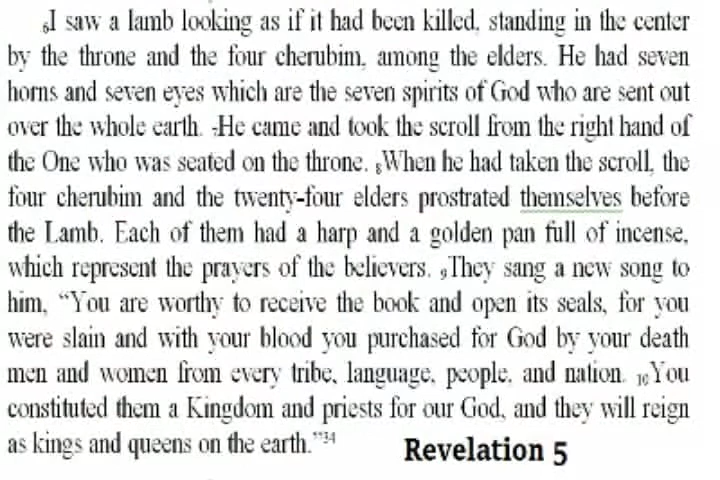 6I saw a lamb looking as if it had been killed, standing in the center
by the throne and the four cherubim, among the elders. He had seven
horns and seven eyes which are the seven spirits of God who are sent out
over the whole earth. 7He came and took the scroll from the right hand of
the One who was seated on the throne. 8When he had taken the scroll, the
four cherubim and the twenty-four elders prostrated themselves before
the Lamb. Each of them had a harp and a golden pan full of incense,
which represent the prayers of the believers. 9They sang a new song to
him, “You are worthy to receive the book and open its seals, for you
were slain and with your blood you purchased for God by your death
men and women from every tribe, language, people, and nation. 10You
constituted them a Kingdom and priests for our God, and they will reign
as kings and queens on the earth.”34
Revelation 5